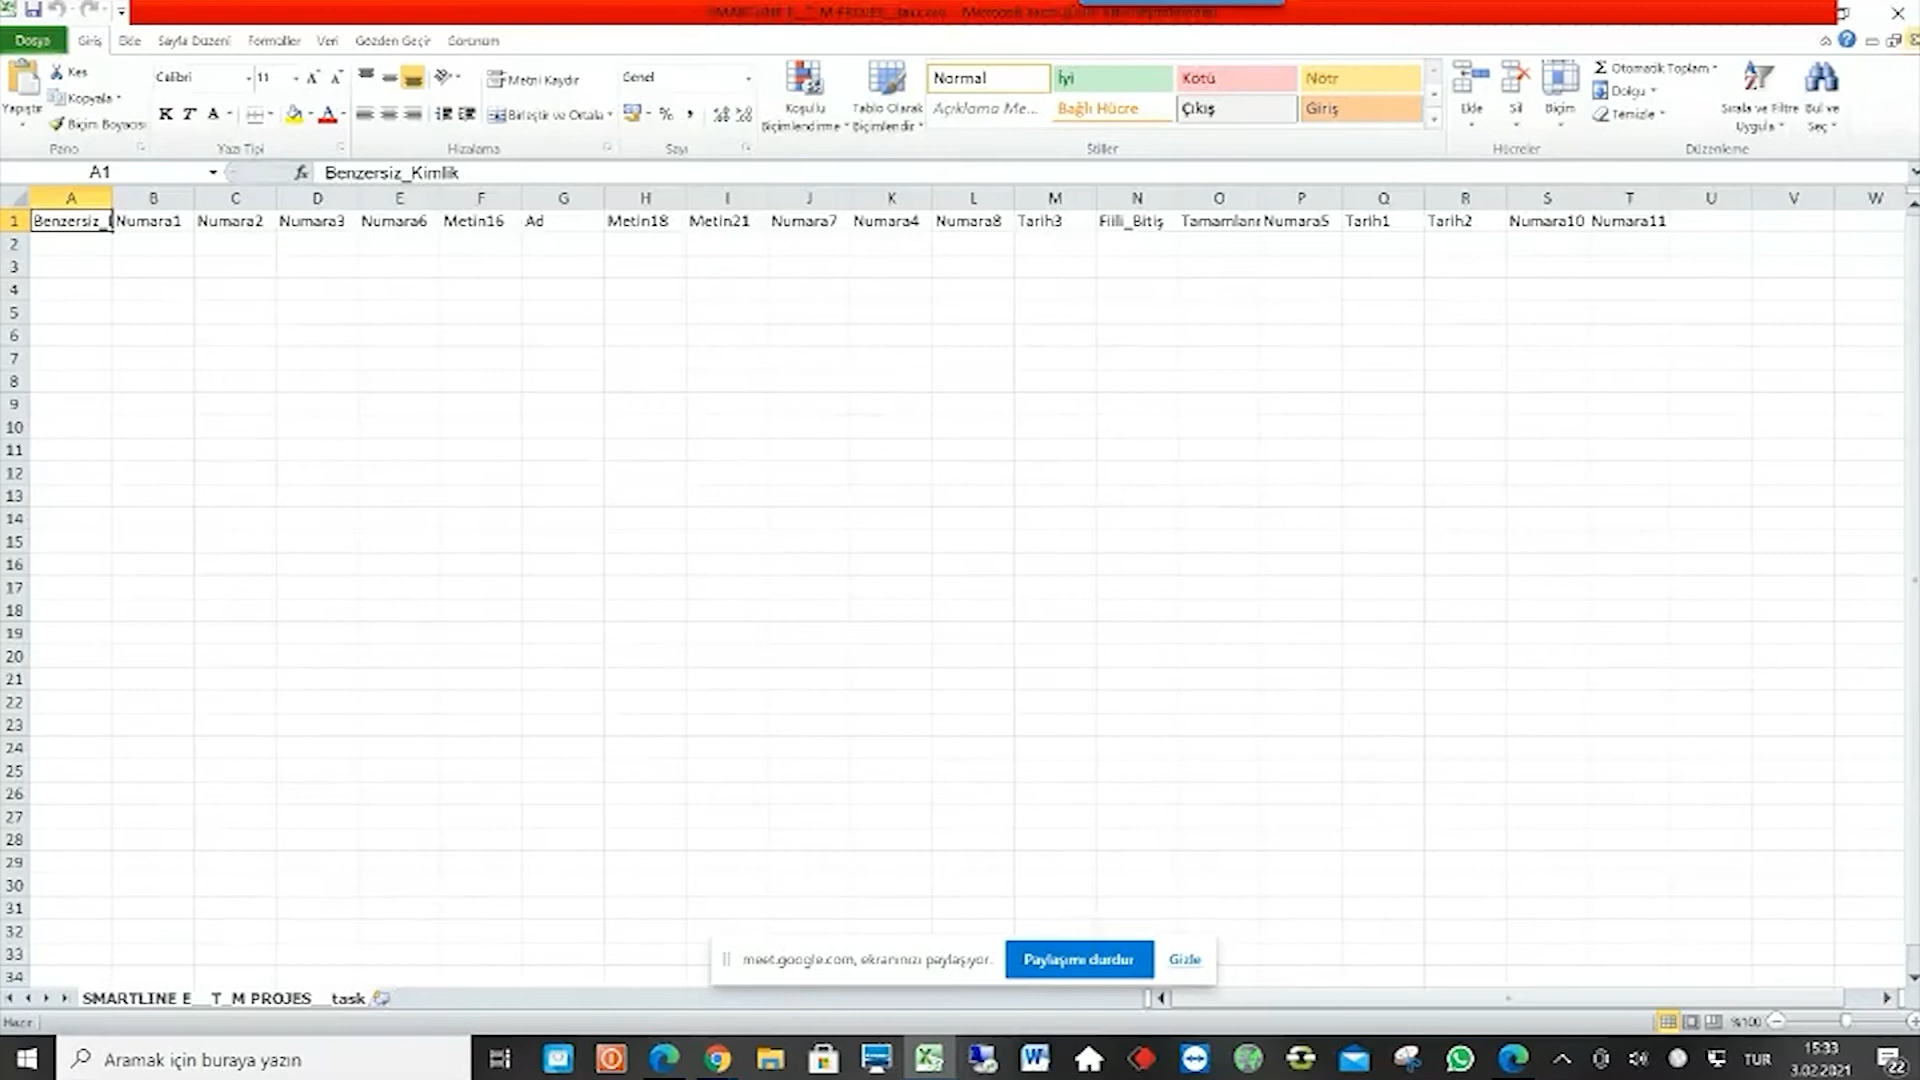 Dosya Giriş Ekle Sayfa Düzeni Formüller Veri Gözden Geçir Görünüm
Yapıştır
Kes
Kopyala
Biçim Boyacısı
Pano
Calibri 11
K T A
Yazı Tipi
Metni Kaydır
Birleştir ve Ortala
Hizalama
Genel
%
Sayı
Koşullu Biçimlendirme
Tablo Olarak Biçimlendir
Normal İyi Kötü Nötr
Açıklama Me... Bağlı Hücre Çıkış Giriş
Stiller
Ekle Sil Biçim
Hücreler
Σ Otomatik Toplam
Dolgu
Temizle
Sırala ve Filtre Uygula
Bul ve Seç
Düzenleme
A1 fx Benzersiz_Kimlik
A B C D E F G H I J K L M N O P Q R S T U V W
1 Benzersiz_ Numara1 Numara2 Numara3 Numara6 Metin16 Ad Metin18 Metin21 Numara7 Numara4 Numara8 Tarih3 Fiili_Bitiş Tamamlanı Numara5 Tarih1 Tarih2 Numara10 Numara11
2
3
4
5
6
7
8
9
10
11
12
13
14
15
16
17
18
19
20
21
22
23
24
25
26
27
28
29
30
31
32
33
34
meet.google.com, ekranınızı paylaşıyor. Paylaşımı durdur Gizle
SMARTLINE E__T_M PROJES__task
Hazır %100
Aramak için buraya yazın
TUR
15:33
3.02.2021
22